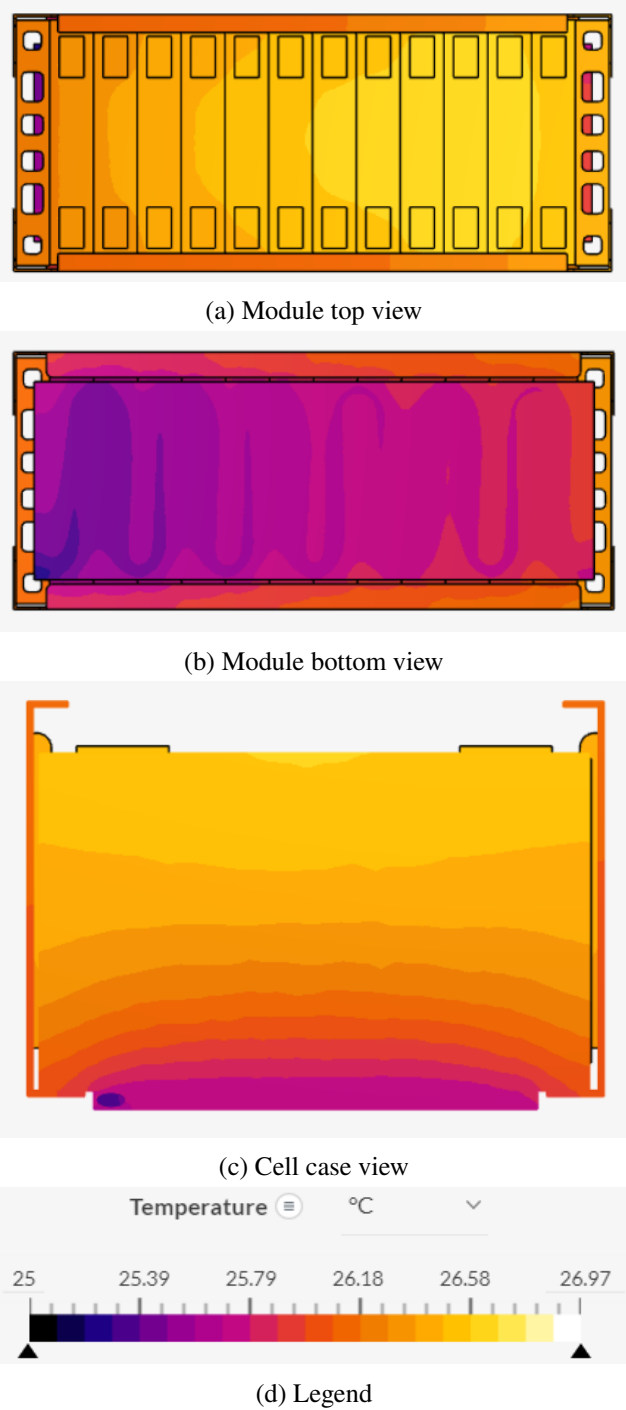 (a) Module top view
(b) Module bottom view
(c) Cell case view
Temperature °C
25 25.39 25.79 26.18 26.58 26.97
(d) Legend